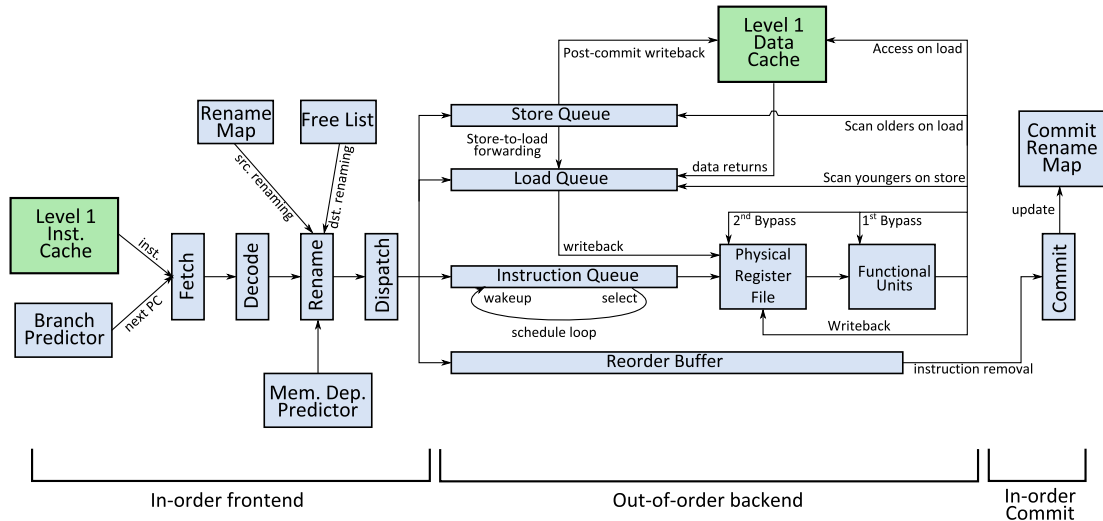 Level 1
Data
Cache
Post-commit writeback
Access on load
Rename
Map
Free List
Store Queue
Commit
Rename
Map
Store-to-load
forwarding
Scan olders on load
src. renaming
dst. renaming
data returns
Load Queue
Scan youngers on store
Level 1
Inst.
Cache
inst.
update
2nd Bypass
1st Bypass
writeback
Fetch
Decode
Rename
Dispatch
Instruction Queue
Physical
Register
File
Functional
Units
Commit
wakeup
select
next PC
Branch
Predictor
schedule loop
Writeback
Reorder Buffer
instruction removal
Mem. Dep.
Predictor
In-order frontend
Out-of-order backend
In-order
Commit